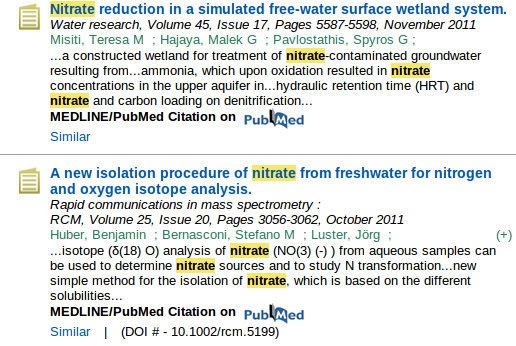 Nitrate reduction in a simulated free-water surface wetland system.
Water research, Volume 45, Issue 17, Pages 5587-5598, November 2011
Misiti, Teresa M ; Hajaya, Malek G ; Pavlostathis, Spyros G ;
...a constructed wetland for treatment of nitrate-contaminated groundwater
resulting from...ammonia, which upon oxidation resulted in nitrate
concentrations in the upper aquifer in...hydraulic retention time (HRT) and
nitrate and carbon loading on denitrification...
MEDLINE/PubMed Citation on PubMed
Similar
A new isolation procedure of nitrate from freshwater for nitrogen
and oxygen isotope analysis.
Rapid communications in mass spectrometry :
RCM, Volume 25, Issue 20, Pages 3056-3062, October 2011
Huber, Benjamin ; Bernasconi, Stefano M ; Luster, Jörg ; (+)
...isotope (δ(18) O) analysis of nitrate (NO(3) (-) ) from aqueous samples can
be used to determine nitrate sources and to study N transformation...new
simple method for the isolation of nitrate, which is based on the different
solubilities...
MEDLINE/PubMed Citation on PubMed
Similar | (DOI # - 10.1002/rcm.5199)